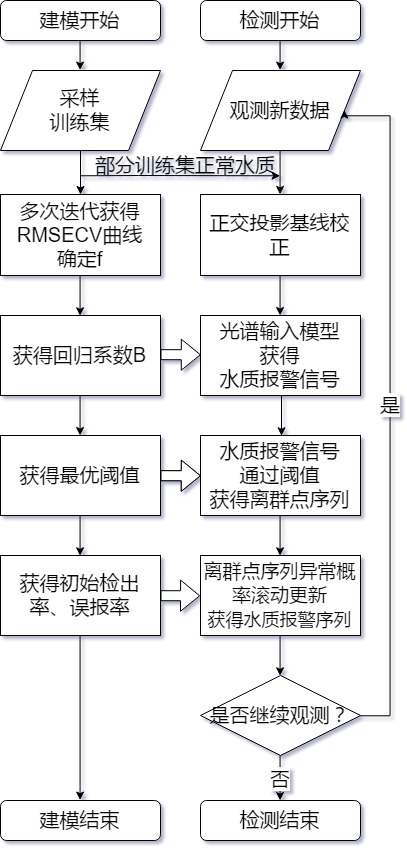 建模开始
采样
训练集
多次迭代获得
RMSECV曲线
确定f
获得回归系数B
获得最优阈值
获得初始检出
率、误报率
建模结束
检测开始
观测新数据
部分训练集正常水质
正交投影基线校
正
光谱输入模型
获得
水质报警信号
水质报警信号
通过阈值
获得离群点序列
离群点序列异常概
率滚动更新
获得水质报警序列
是否继续观测？
是
否
检测结束